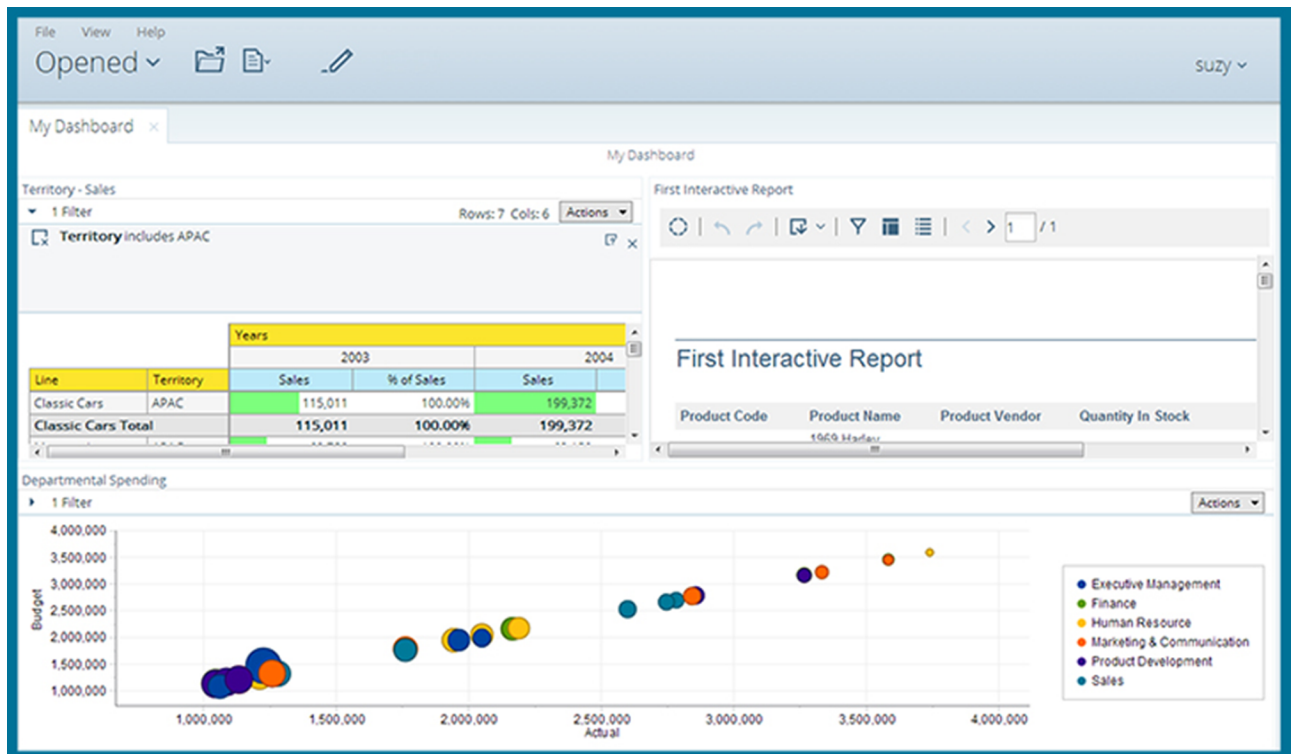 File View Help
Opened
suzy
My Dashboard ×
My Dashboard
Territory - Sales
1 Filter
Rows: 7 Cols: 6 Actions
Territory includes APAC
Years
2003 2004
Line Territory Sales % of Sales Sales
Classic Cars APAC 115,011 100.00% 199,372
Classic Cars Total 115,011 100.00% 199,372
First Interactive Report
1 / 1
First Interactive Report
Product Code Product Name Product Vendor Quantity In Stock
1969 Harley
Departmental Spending
1 Filter
Actions
Budget
4,000,000
3,500,000
3,000,000
2,500,000
2,000,000
1,500,000
1,000,000
1,000,000 1,500,000 2,000,000 2,500,000 3,000,000 3,500,000 4,000,000
Actual
Executive Management
Finance
Human Resource
Marketing & Communication
Product Development
Sales